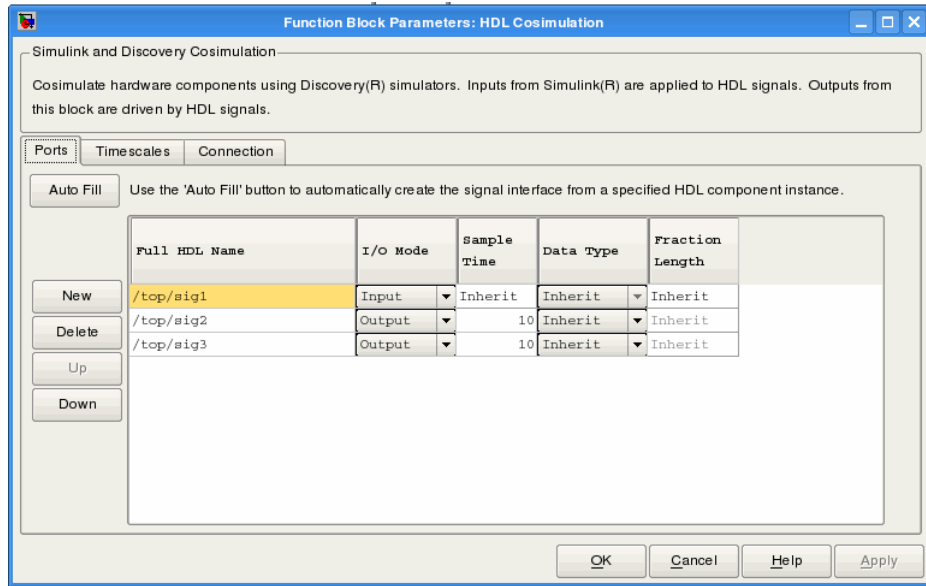 Function Block Parameters: HDL Cosimulation
Simulink and Discovery Cosimulation
Cosimulate hardware components using Discovery(R) simulators. Inputs from Simulink(R) are applied to HDL signals. Outputs from
this block are driven by HDL signals.
Ports Timescales Connection
Auto Fill Use the 'Auto Fill' button to automatically create the signal interface from a specified HDL component instance.
Full HDL Name I/O Mode Sample Time Data Type Fraction Length
New /top/sig1 Input Inherit Inherit Inherit
/top/sig2 Output 10 Inherit Inherit
Delete
/top/sig3 Output 10 Inherit Inherit
Up
Down
OK Cancel Help Apply